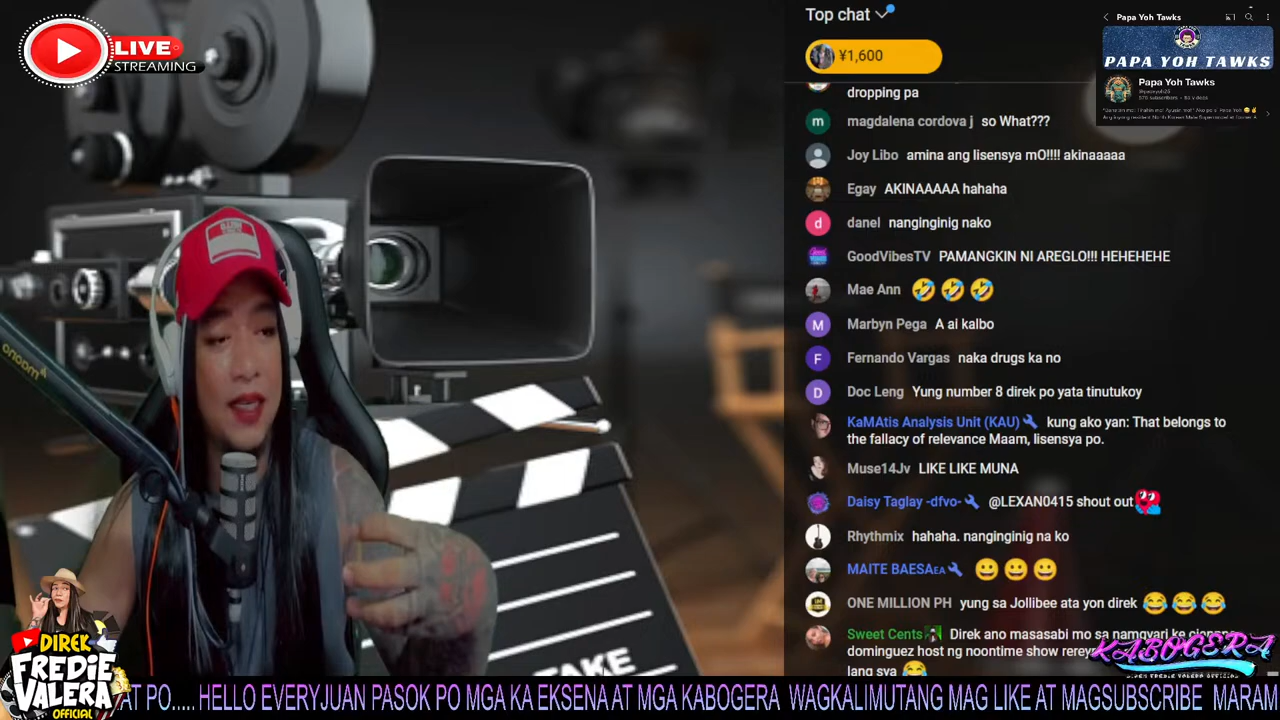 LIVE
STREAMING
maono
TAKE
DIREK
FREDIE
VALERA
OFFICIAL
Top chat
¥1,600
dropping pa
magdalena cordova j so What???
Joy Libo amina ang lisensya mO!!!! akinaaaaa
Egay AKINAAAAA hahaha
danel nanginginig nako
GoodVibesTV PAMANGKIN NI AREGLO!!! HEHEHEHE
Mae Ann 🤣 🤣 🤣
Marbyn Pega A ai kalbo
Fernando Vargas naka drugs ka no
Doc Leng Yung number 8 direk po yata tinutukoy
KaMAtis Analysis Unit (KAU) kung ako yan: That belongs to
the fallacy of relevance Maam, lisensya po.
Muse14Jv LIKE LIKE MUNA
Daisy Taglay -dfvo- @LEXAN0415 shout out
Rhythmix hahaha. nanginginig na ko
MAITE BAESAEA 😀 😀 😀
ONE MILLION PH yung sa Jollibee ata yon direk 😂 😂 😂
Sweet Cents Direk ano masasabi mo sa namgyari ke
dominguez host ng noontime show
lang sya 😂
Papa Yoh Tawks
PAPA YOH TAWKS
Papa Yoh Tawks
KABOGERA
AT PO..... HELLO EVERYJUAN PASOK PO MGA KA EKSENA AT MGA KABOGERA WAGKALIMUTANG MAG LIKE AT MAGSUBSCRIBE MARAM